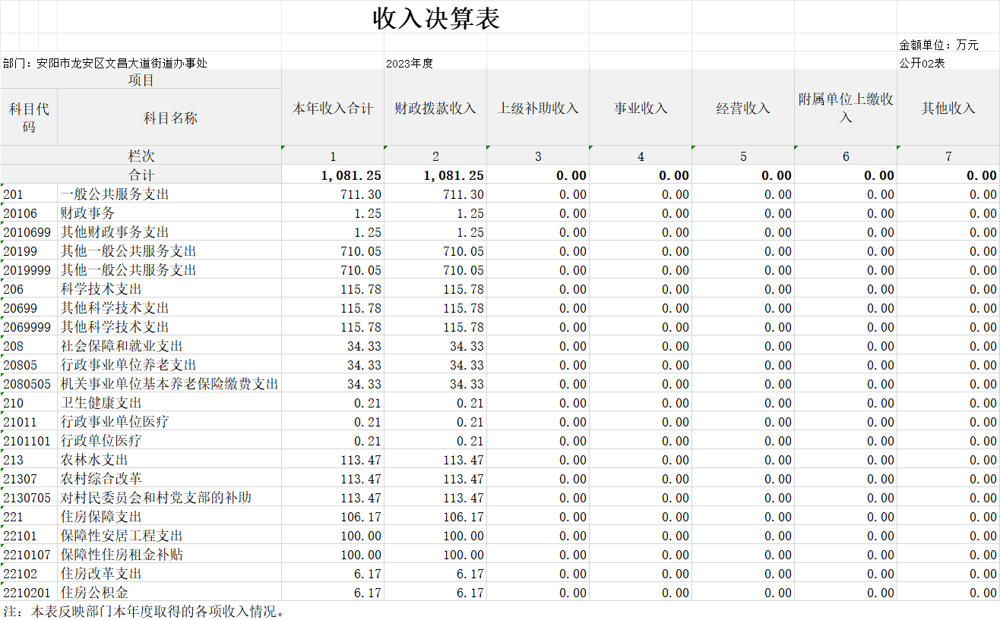 收入决算表
金额单位：万元
部门：安阳市龙安区文昌大道街道办事处 2023年度 公开02表
项目 本年收入合计 财政拨款收入 上级补助收入 事业收入 经营收入 附属单位上缴收入 其他收入
科目代码 科目名称
栏次 1 2 3 4 5 6 7
合计 1,081.25 1,081.25 0.00 0.00 0.00 0.00 0.00
201 一般公共服务支出 711.30 711.30 0.00 0.00 0.00 0.00 0.00
20106 财政事务 1.25 1.25 0.00 0.00 0.00 0.00 0.00
2010699 其他财政事务支出 1.25 1.25 0.00 0.00 0.00 0.00 0.00
20199 其他一般公共服务支出 710.05 710.05 0.00 0.00 0.00 0.00 0.00
2019999 其他一般公共服务支出 710.05 710.05 0.00 0.00 0.00 0.00 0.00
206 科学技术支出 115.78 115.78 0.00 0.00 0.00 0.00 0.00
20699 其他科学技术支出 115.78 115.78 0.00 0.00 0.00 0.00 0.00
2069999 其他科学技术支出 115.78 115.78 0.00 0.00 0.00 0.00 0.00
208 社会保障和就业支出 34.33 34.33 0.00 0.00 0.00 0.00 0.00
20805 行政事业单位养老支出 34.33 34.33 0.00 0.00 0.00 0.00 0.00
2080505 机关事业单位基本养老保险缴费支出 34.33 34.33 0.00 0.00 0.00 0.00 0.00
210 卫生健康支出 0.21 0.21 0.00 0.00 0.00 0.00 0.00
21011 行政事业单位医疗 0.21 0.21 0.00 0.00 0.00 0.00 0.00
2101101 行政单位医疗 0.21 0.21 0.00 0.00 0.00 0.00 0.00
213 农林水支出 113.47 113.47 0.00 0.00 0.00 0.00 0.00
21307 农村综合改革 113.47 113.47 0.00 0.00 0.00 0.00 0.00
2130705 对村民委员会和村党支部的补助 113.47 113.47 0.00 0.00 0.00 0.00 0.00
221 住房保障支出 106.17 106.17 0.00 0.00 0.00 0.00 0.00
22101 保障性安居工程支出 100.00 100.00 0.00 0.00 0.00 0.00 0.00
2210107 保障性住房租金补贴 100.00 100.00 0.00 0.00 0.00 0.00 0.00
22102 住房改革支出 6.17 6.17 0.00 0.00 0.00 0.00 0.00
2210201 住房公积金 6.17 6.17 0.00 0.00 0.00 0.00 0.00
注：本表反映部门本年度取得的各项收入情况。